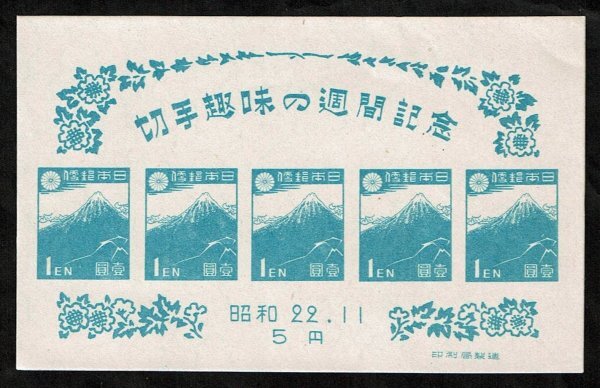 切手趣味の週間記念
便郵本日 便郵本日 便郵本日 便郵本日 便郵本日
1EN 圓壹 1EN 圓壹 1EN 圓壹 1EN 圓壹 1EN 圓壹
昭和 22.11
5 円
印刷局製造